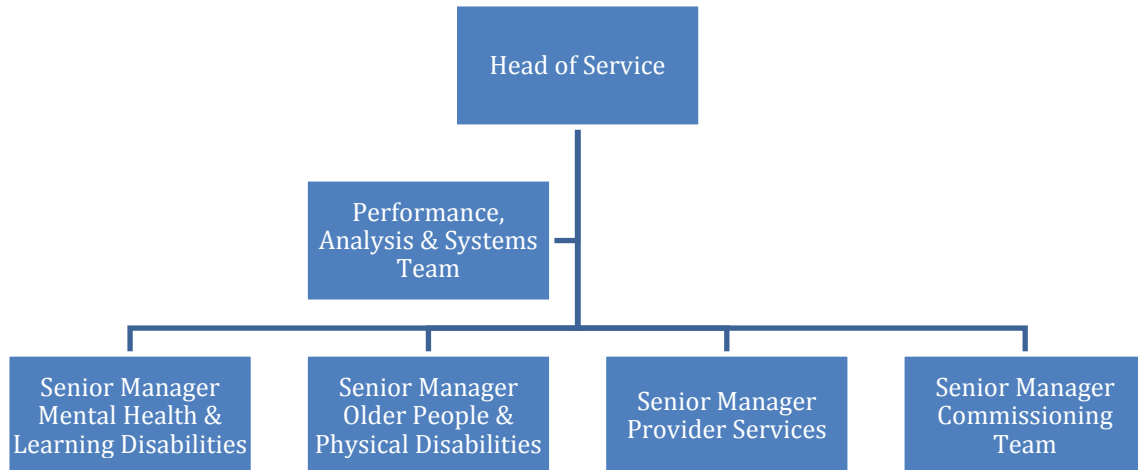 Head of Service
Performance,
Analysis & Systems
Team
Senior Manager
Mental Health &
Learning Disabilities
Senior Manager
Older People &
Physical Disabilities
Senior Manager
Provider Services
Senior Manager
Commissioning
Team